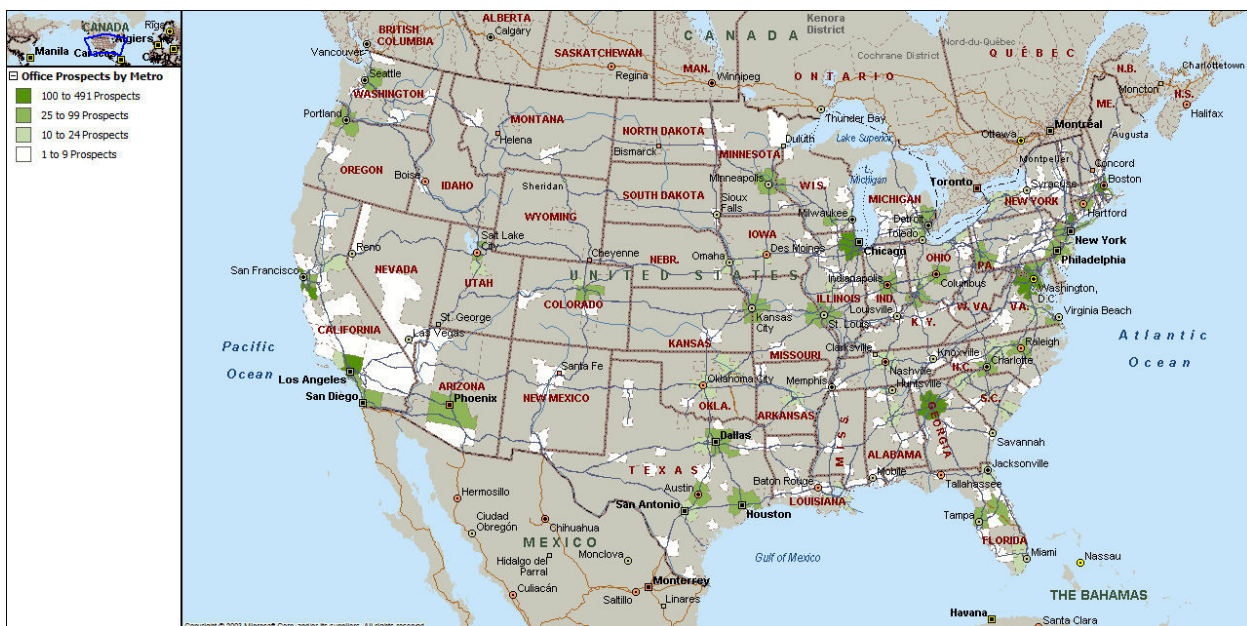 CANADA
Riga
Manila
Algiers
Caracas
Office Prospects by Metro
100 to 491 Prospects
25 to 99 Prospects
10 to 24 Prospects
1 to 9 Prospects
BRITISH
COLUMBIA
ALBERTA
Calgary
SASKATCHEWAN
Regina
MAN.
Winnipeg
Kenora
District
CANADA
Cochrane District
Nord-du-Québec
QUÉBEC
ONTARIO
N.B.
Charlottetown
Moncton
N.S.
Halifax
Vancouver
Seattle
WASHINGTON
Portland
OREGON
MONTANA
Helena
Boise
IDAHO
Sheridan
WYOMING
NORTH DAKOTA
Bismarck
SOUTH DAKOTA
Sioux
Falls
MINNESOTA
Duluth
Minneapolis
Thunder Bay
Lake Superior
WIS.
L.
Michigan
MICHIGAN
Milwaukee
Detroit
Toledo
Chicago
Toronto
Ottawa
Montréal
ME.
Augusta
Montpelier
Concord
Boston
Syracuse
NEW YORK
Hartford
New York
Philadelphia
PA.
Reno
NEVADA
Salt Lake
City
UTAH
San Francisco
CALIFORNIA
St. George
Las Vegas
Cheyenne
NEBR.
UNITED STATES
COLORADO
IOWA
Des Moines
Omaha
Kansas
City
KANSAS
ILLINOIS
St. Louis
MISSOURI
Indianapolis
IND.
OHIO
Columbus
Louisville
K Y.
W. VA.
VA.
Washington,
D.C.
Virginia Beach
Pacific
Ocean
Atlantic
Ocean
Los Angeles
San Diego
ARIZONA
Phoenix
Santa Fe
NEW MEXICO
Oklahoma City
OKLA.
ARKANSAS
Clarksville
Nashville
Knoxville
Memphis
Huntsville
Raleigh
N.C.
Charlotte
S.C.
GEORGIA
Savannah
MISS.
ALABAMA
Dallas
TEXAS
Austin
San Antonio
Houston
Baton Rouge
LOUISIANA
Mobile
Tallahassee
Jacksonville
Tampa
FLORIDA
Miami
Hermosillo
Ciudad
Obregón
Chihuahua
MEXICO
Hidalgo del
Parral
Monclova
Culiacán
Monterrey
Saltillo
Linares
Gulf of Mexico
Nassau
THE BAHAMAS
Havana
Santa Clara